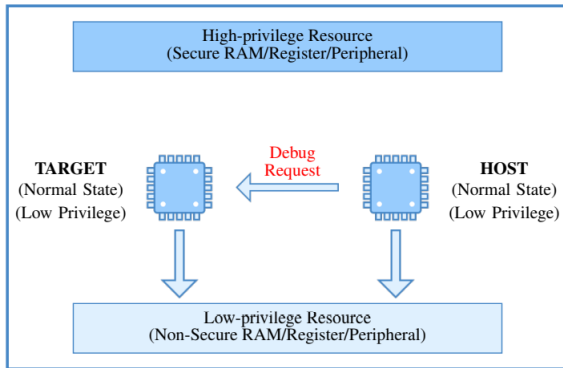 High-privilege Resource
(Secure RAM/Register/Peripheral)
Debug
Request
TARGET
(Normal State)
(Low Privilege)
HOST
(Normal State)
(Low Privilege)
Low-privilege Resource
(Non-Secure RAM/Register/Peripheral)